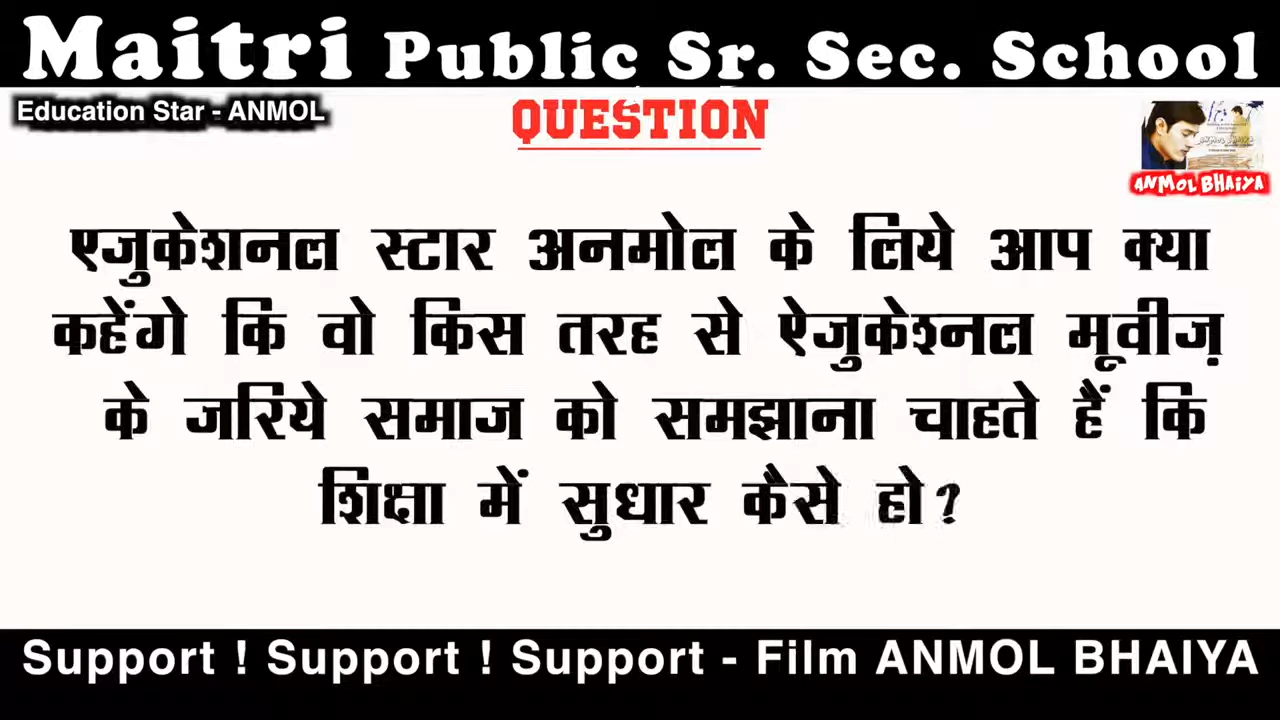 Maitri Public Sr. Sec. School
Education Star - ANMOL
QUESTION
ANMOL BHAIYA
एजुकेशनल स्टार अनमोल के लिये आप क्या
कहेंगे कि वो किस तरह से ऐजुकेश्नल मूवीज़
के जरिये समाज को समझाना चाहते हैं कि
शिक्षा में सुधार कैसे हो?
Support ! Support ! Support - Film ANMOL BHAIYA